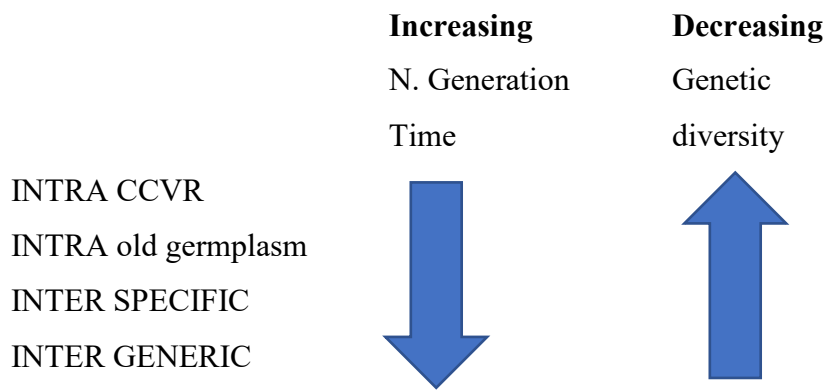 Increasing Decreasing
N. Generation Genetic
Time diversity
INTRA CCVR
INTRA old germplasm
INTER SPECIFIC
INTER GENERIC